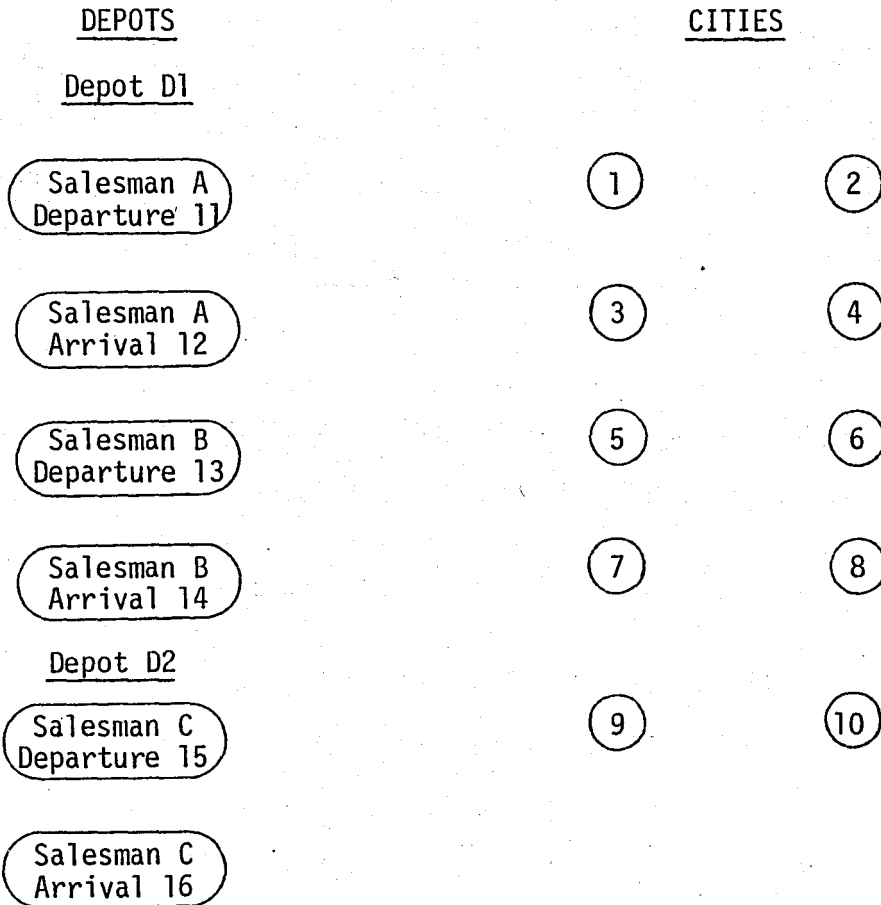 DEPOTS
CITIES
Depot D1
Salesman A
Departure 11
1
2
Salesman A
Arrival 12
3
4
Salesman B
Departure 13
5
6
Salesman B
Arrival 14
7
8
Depot D2
Salesman C
Departure 15
9
10
Salesman C
Arrival 16